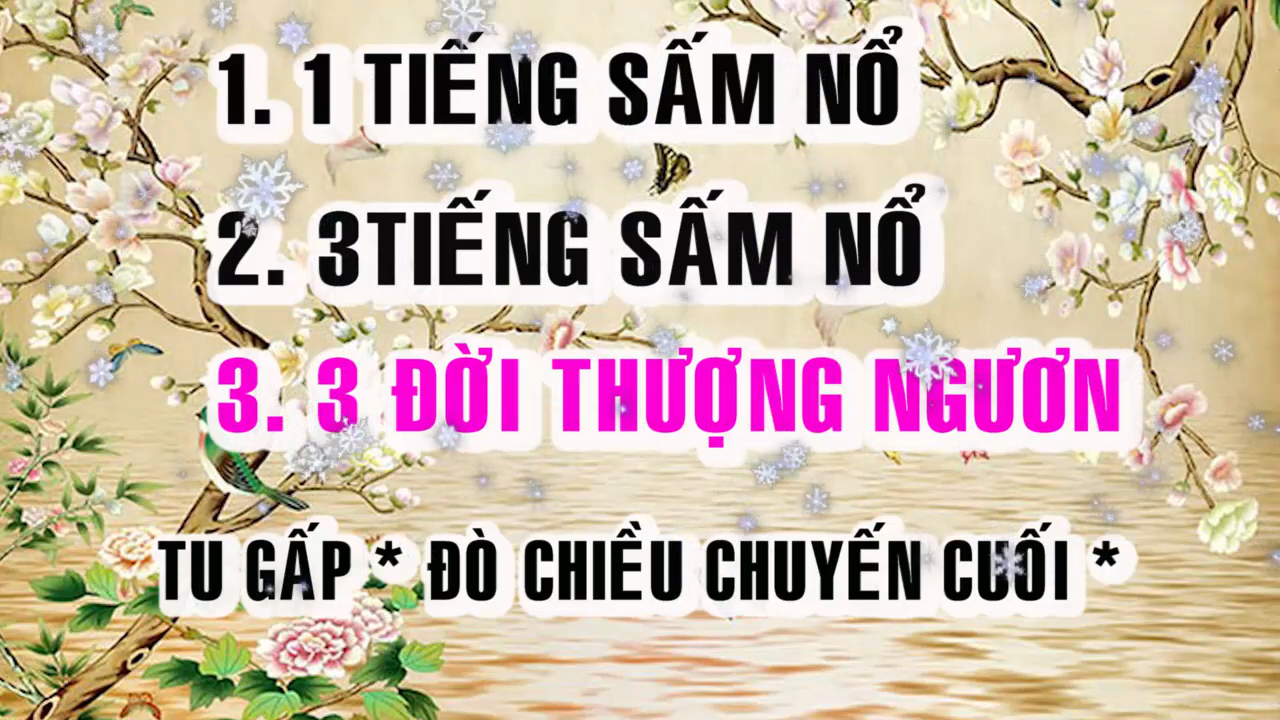 1. 1 TIẾNG SẤM NỔ
2. 3TIẾNG SẤM NỔ
3. 3 ĐỜI THƯỢNG NGƯƠN
TU GẤP * ĐÒ CHIỀU CHUYẾN CUỐI *